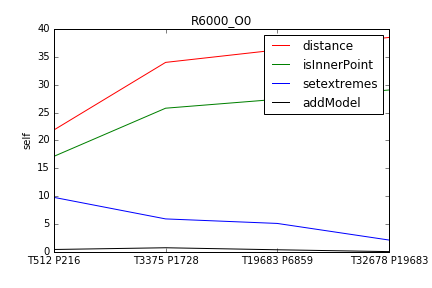 R6000_O0
40
35
30
25
20
15
10
5
0
self
distance
isInnerPoint
setextremes
addModel
T512 P216
T3375 P1728
T19683 P6859
T32678 P19683